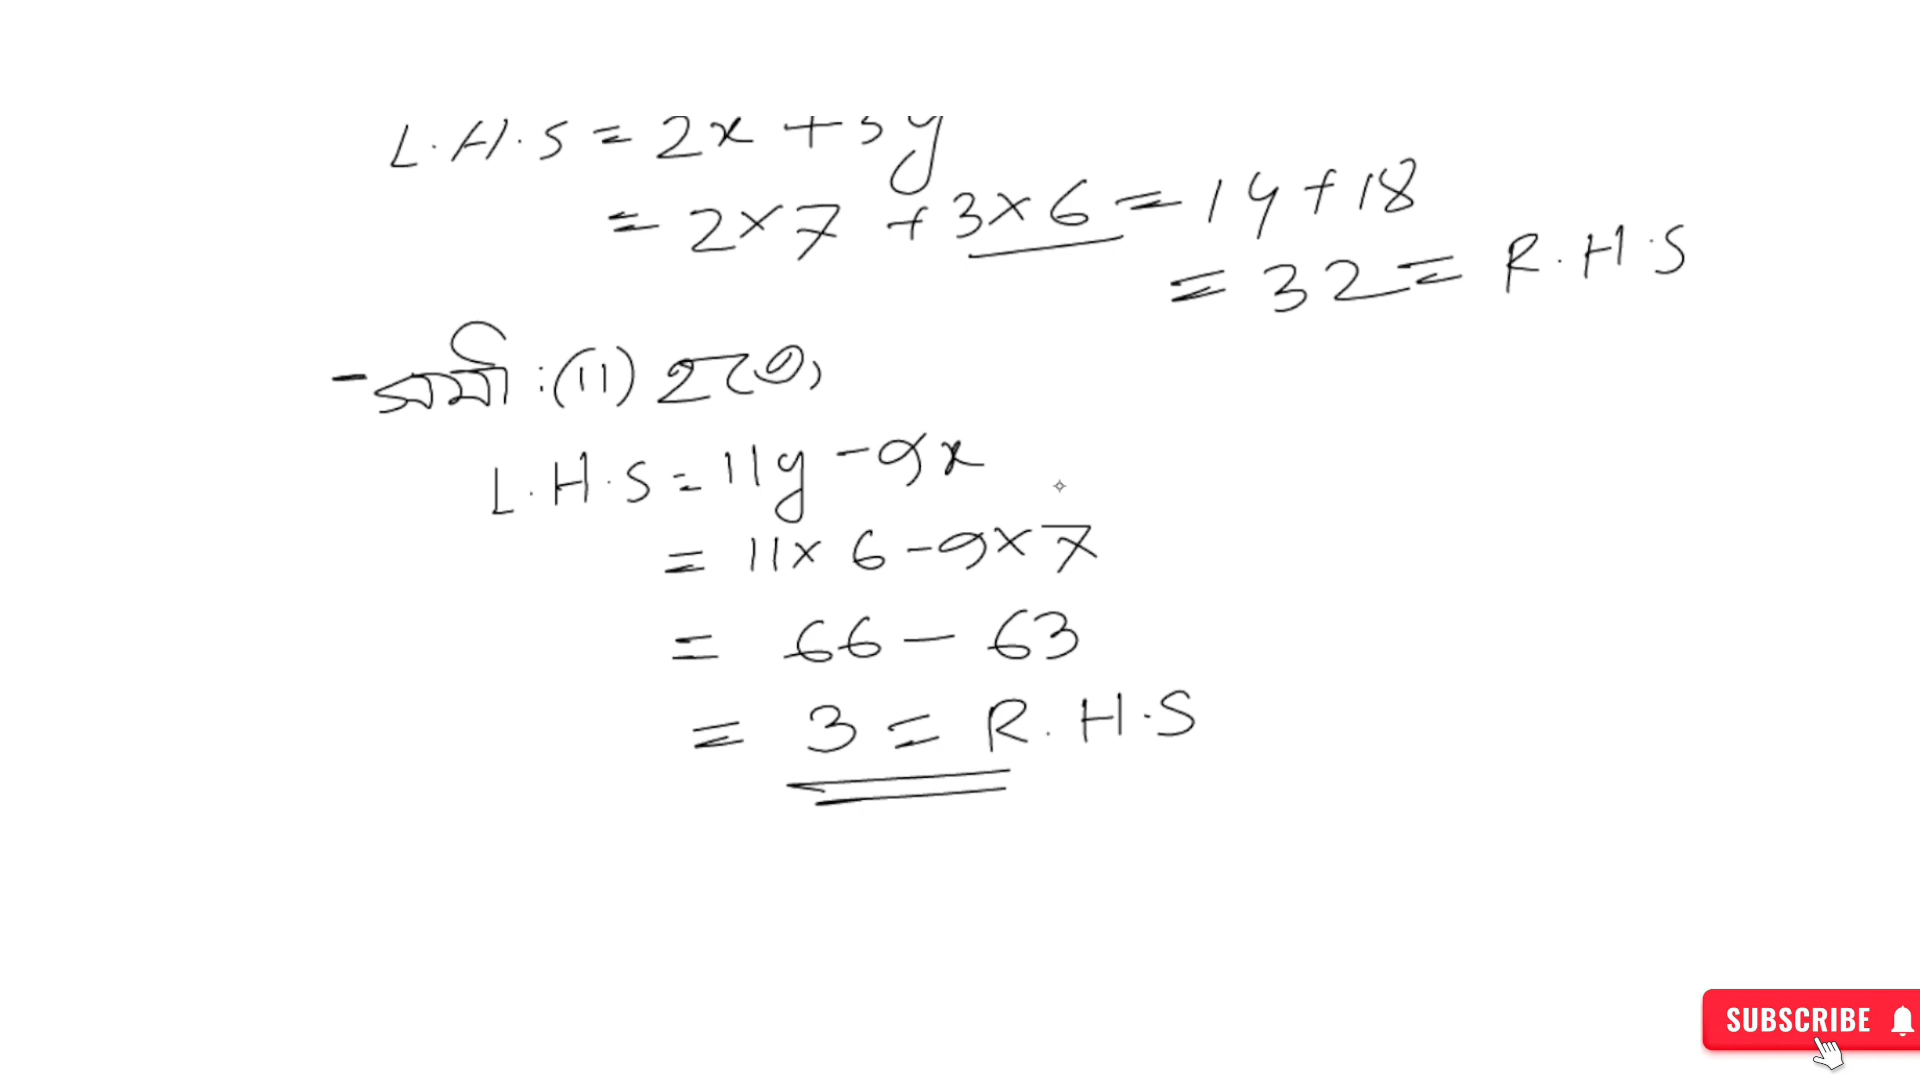 L.H.S = 2x + 3y
= 2×7 + 3×6 = 14 + 18
= 32 = R.H.S
সমী:(11) হতে,
L.H.S = 11y - 9x
= 11× 6 - 9×7
= 66 - 63
= 3 = R.H.S
SUBSCRIBE